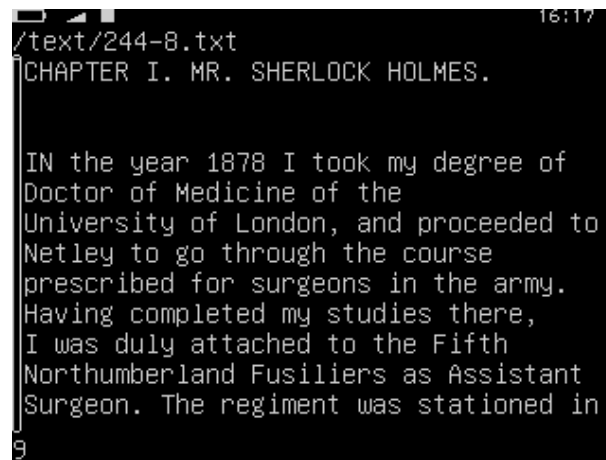 16:17
/text/244-8.txt
CHAPTER I. MR. SHERLOCK HOLMES.
IN the year 1878 I took my degree of
Doctor of Medicine of the
University of London, and proceeded to
Netley to go through the course
prescribed for surgeons in the army.
Having completed my studies there,
I was duly attached to the Fifth
Northumberland Fusiliers as Assistant
Surgeon. The regiment was stationed in
9